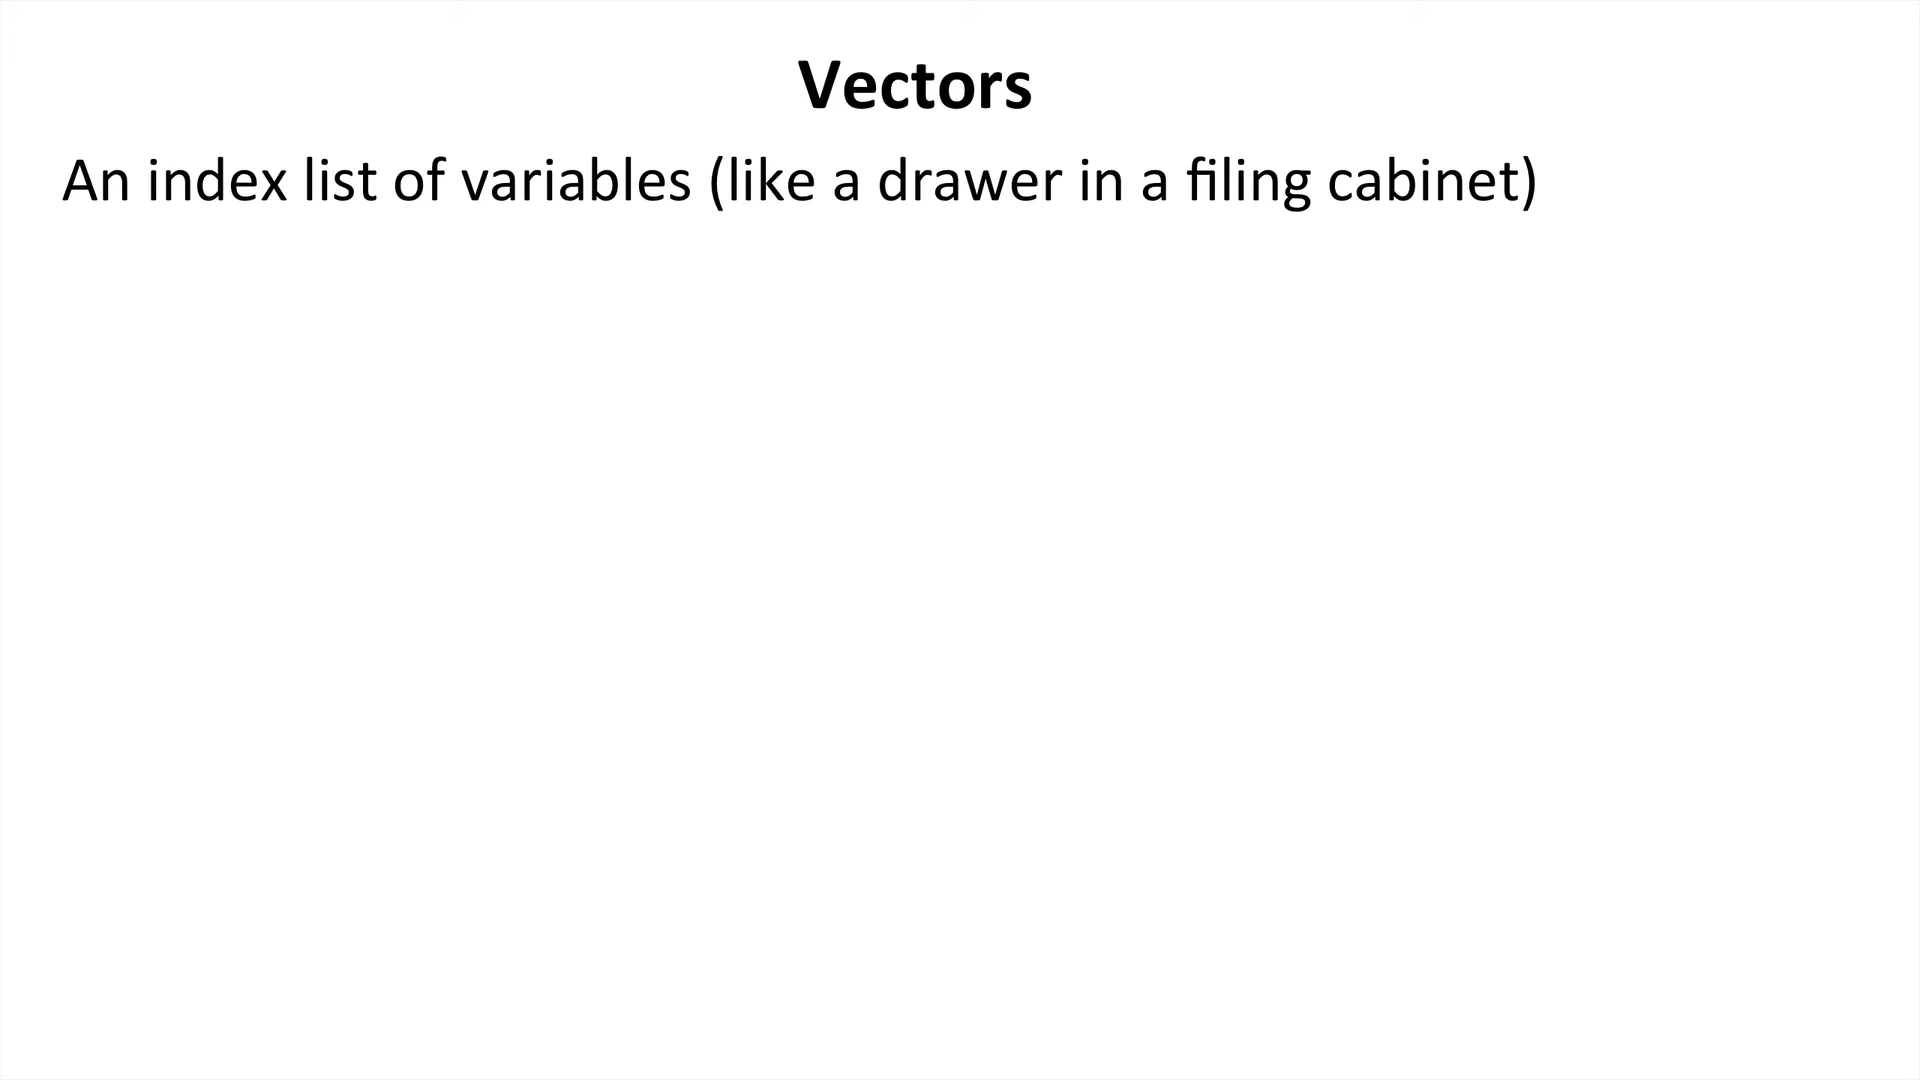 Vectors
An index list of variables (like a drawer in a filing cabinet)